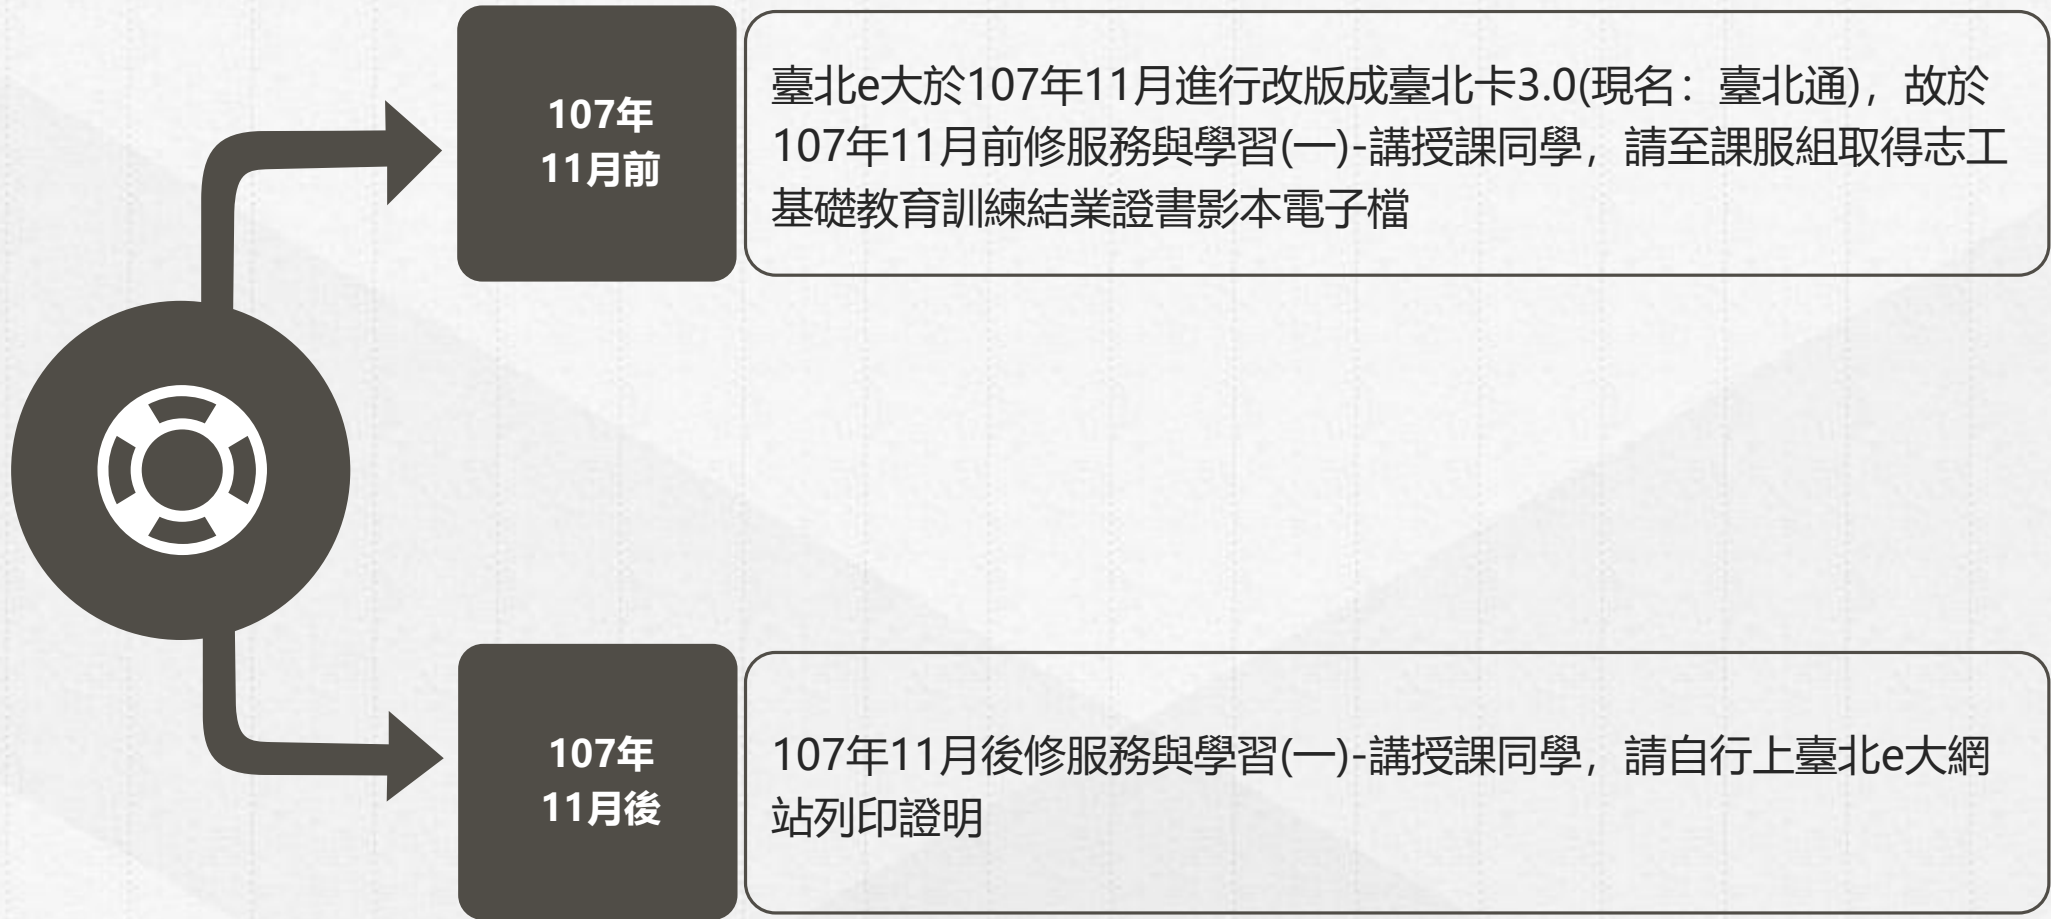 107年
11月前
臺北e大於107年11月進行改版成臺北卡3.0(現名：臺北通)，故於
107年11月前修服務與學習(一)-講授課同學，請至課服組取得志工
基礎教育訓練結業證書影本電子檔
107年
11月後
107年11月後修服務與學習(一)-講授課同學，請自行上臺北e大網
站列印證明